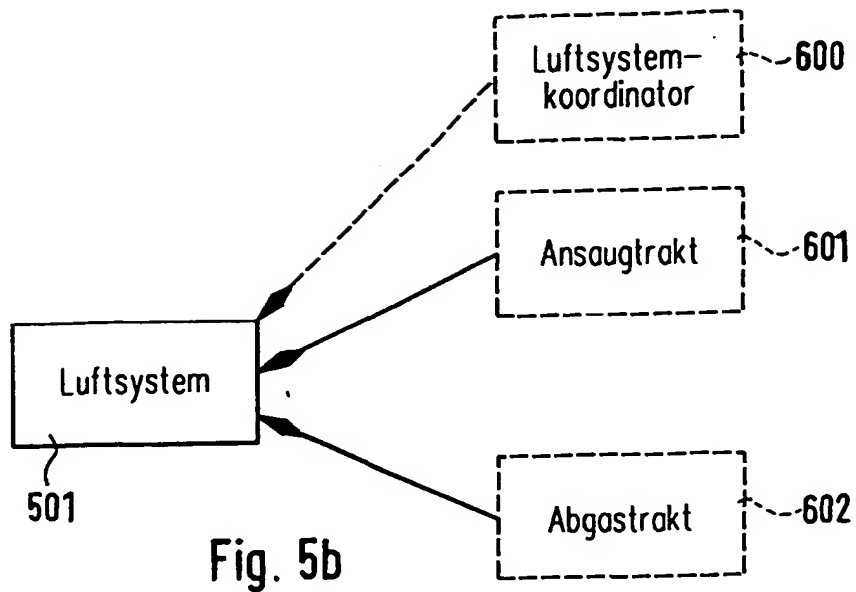 Luftsystem-
koordinator
600
Ansaugtrakt
601
Luftsystem
501
Abgastrakt
602
Fig. 5b